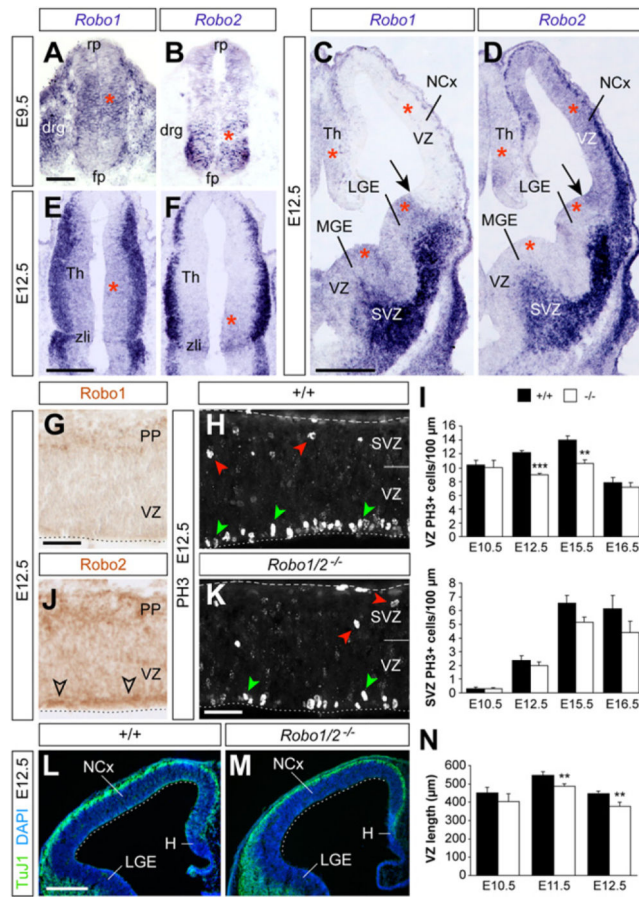 Robo1
Robo2
Robo1
Robo2
E9.5
A
rp
drg
fp
B
rp
drg
fp
E12.5
C
NCx
VZ
Th
LGE
MGE
VZ
SVZ
D
NCx
VZ
Th
LGE
MGE
VZ
SVZ
E12.5
E
Th
zli
F
Th
zli
Robo1
+/+
E12.5
G
PP
VZ
PH3 E12.5
H
SVZ
VZ
Robo2
Robo1/2-/-
J
PP
VZ
K
SVZ
VZ
I
+/+
-/-
VZ PH3+ cells/100 µm
16
14
12
10
8
6
4
2
0
***
**
E10.5 E12.5 E15.5 E16.5
SVZ PH3+ cells/100 µm
8
7
6
5
4
3
2
1
0
E10.5 E12.5 E15.5 E16.5
+/+
Robo1/2-/-
TuJ1 DAPI E12.5
L
NCx
H
LGE
M
NCx
H
LGE
N
VZ length (µm)
600
500
400
300
200
100
0
**
**
E10.5 E11.5 E12.5